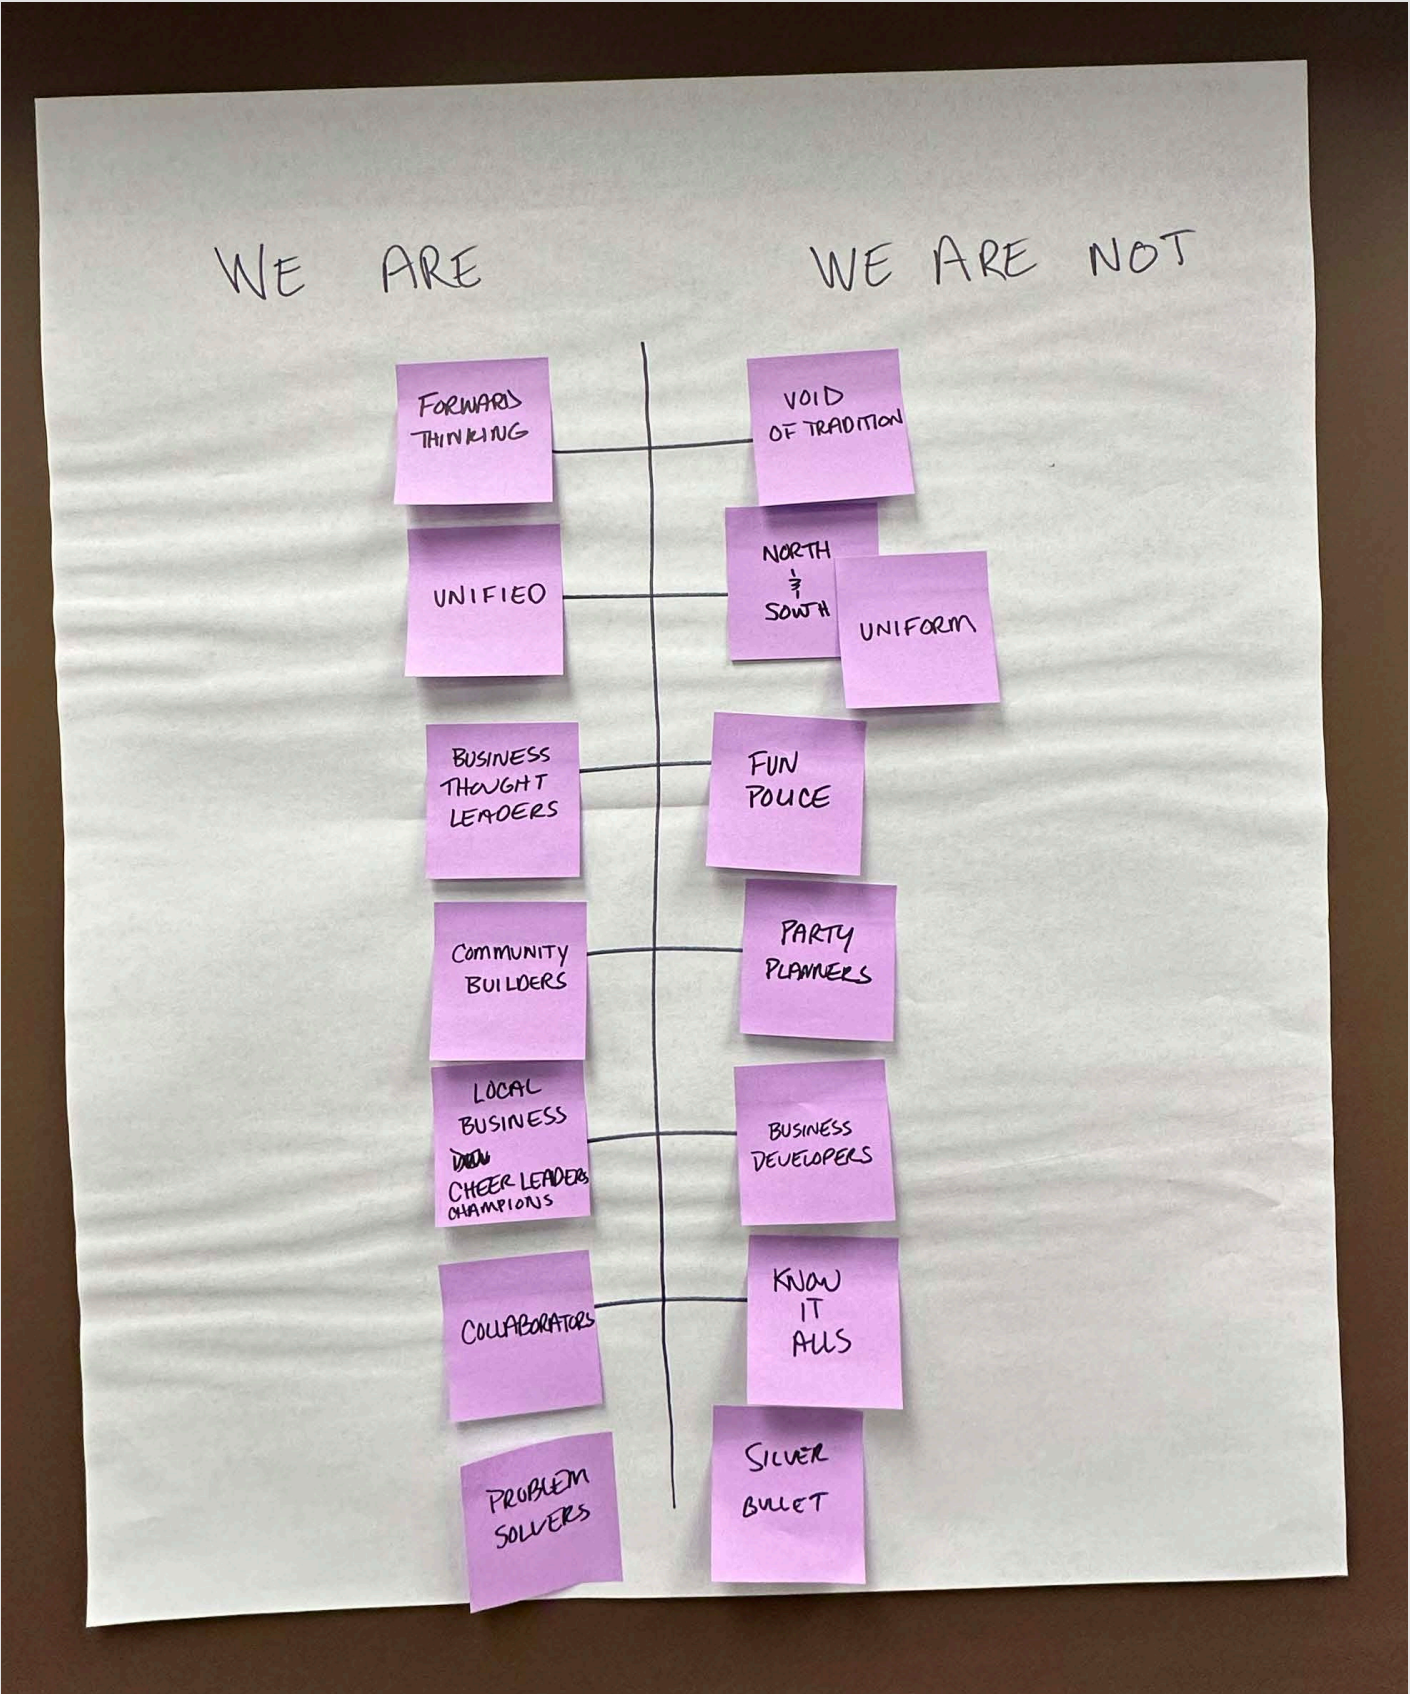 WE ARE
WE ARE NOT
FORWARD
THINKING
VOID
OF TRADITION
UNIFIED
NORTH
&
SOUTH
UNIFORM
BUSINESS
THOUGHT
LEADERS
FUN
POLICE
COMMUNITY
BUILDERS
PARTY
PLANNERS
LOCAL
BUSINESS
CHEER LEADERS
CHAMPIONS
BUSINESS
DEVELOPERS
COLLABORATORS
KNOW
IT
ALLS
PROBLEM
SOLVERS
SILVER
BULLET